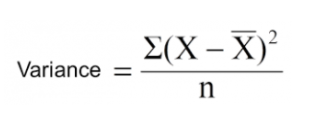 Variance = Σ(X – X̅)² / n